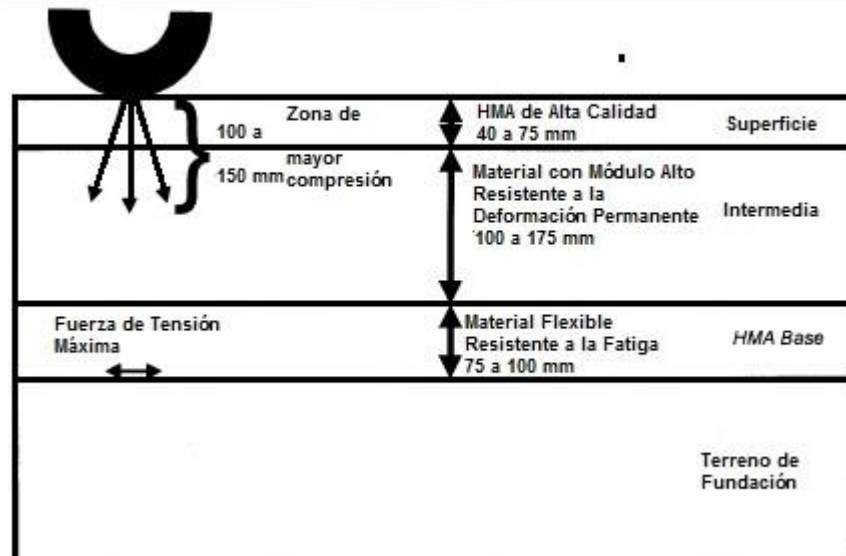 Zona de
100 a
mayor
150 mm
compresión
HMA de Alta Calidad
40 a 75 mm
Superficie
Material con Módulo Alto
Resistente a la
Deformación Permanente
100 a 175 mm
Intermedia
Fuerza de Tensión
Máxima
Material Flexible
Resistente a la Fatiga
75 a 100 mm
HMA Base
Terreno de
Fundación